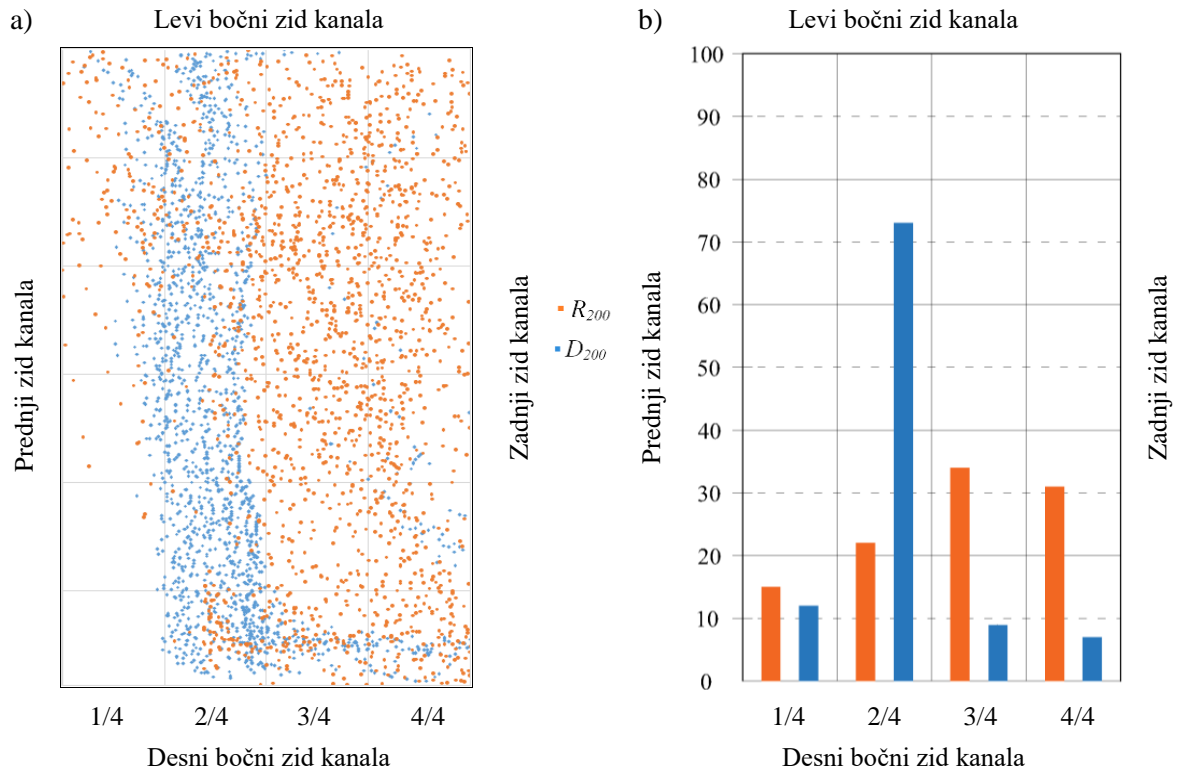 a)
Levi bočni zid kanala
Prednji zid kanala
Zadnji zid kanala
1/4 2/4 3/4 4/4
Desni bočni zid kanala
R200
D200
b)
Levi bočni zid kanala
100
90
80
70
60
50
40
30
20
10
0
Prednji zid kanala
Zadnji zid kanala
1/4 2/4 3/4 4/4
Desni bočni zid kanala